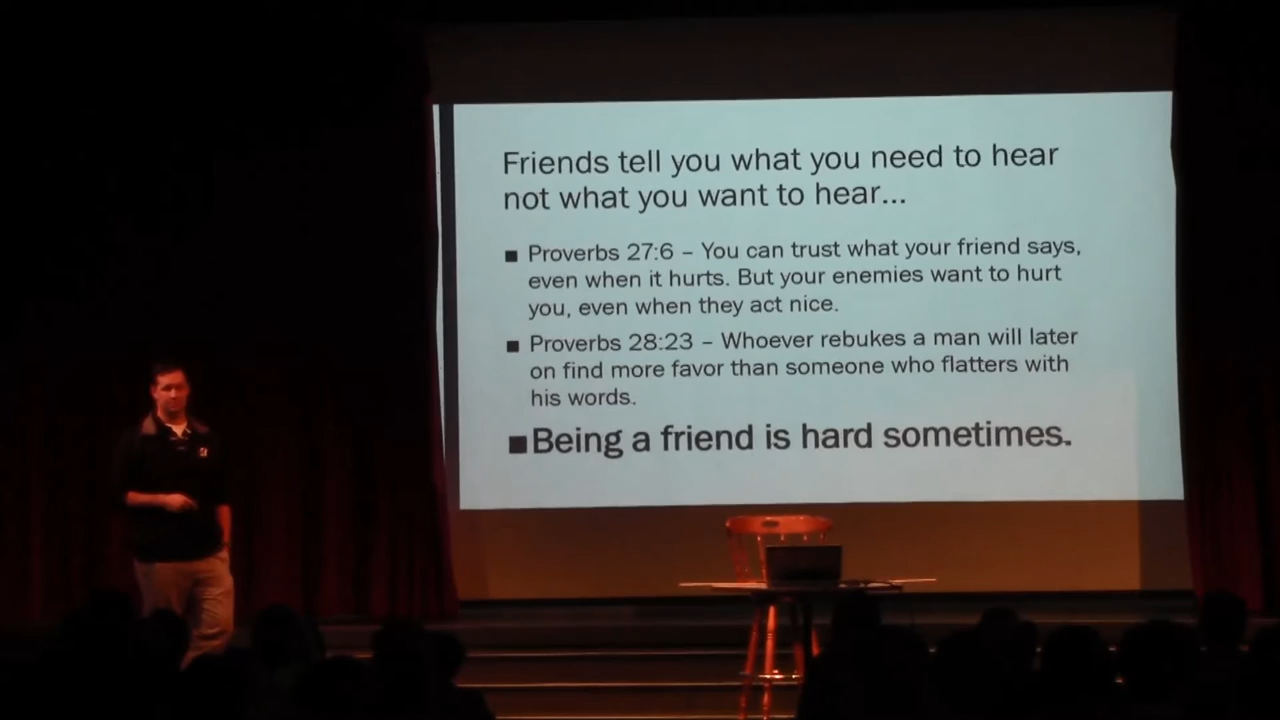 Friends tell you what you need to hear
not what you want to hear...
■ Proverbs 27:6 – You can trust what your friend says,
even when it hurts. But your enemies want to hurt
you, even when they act nice.
■ Proverbs 28:23 – Whoever rebukes a man will later
on find more favor than someone who flatters with
his words.
■ Being a friend is hard sometimes.